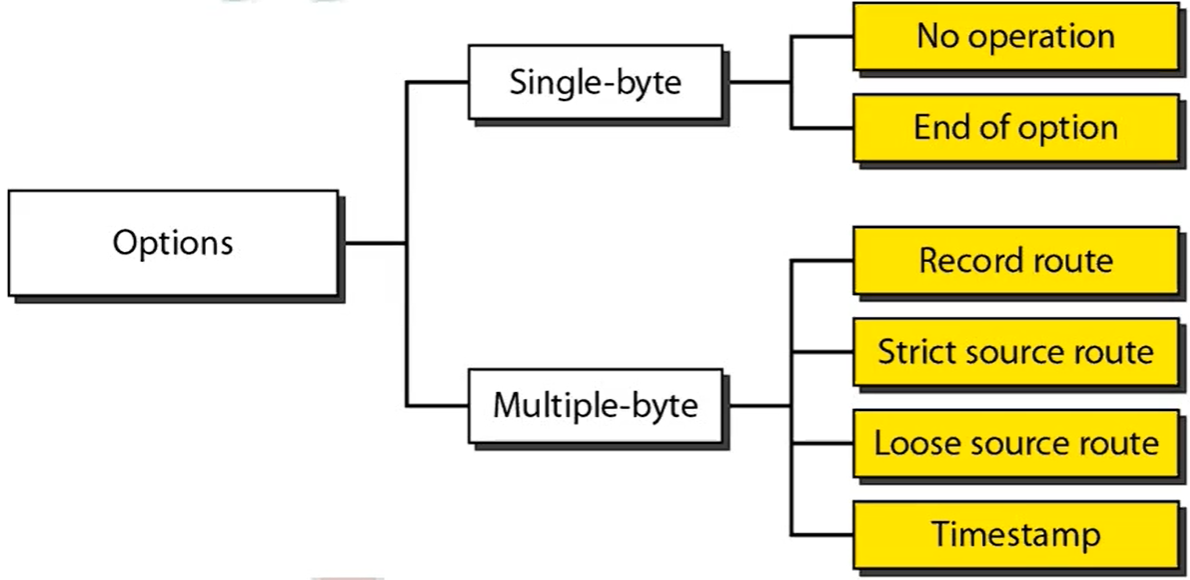 Options
Single-byte
No operation
End of option
Multiple-byte
Record route
Strict source route
Loose source route
Timestamp